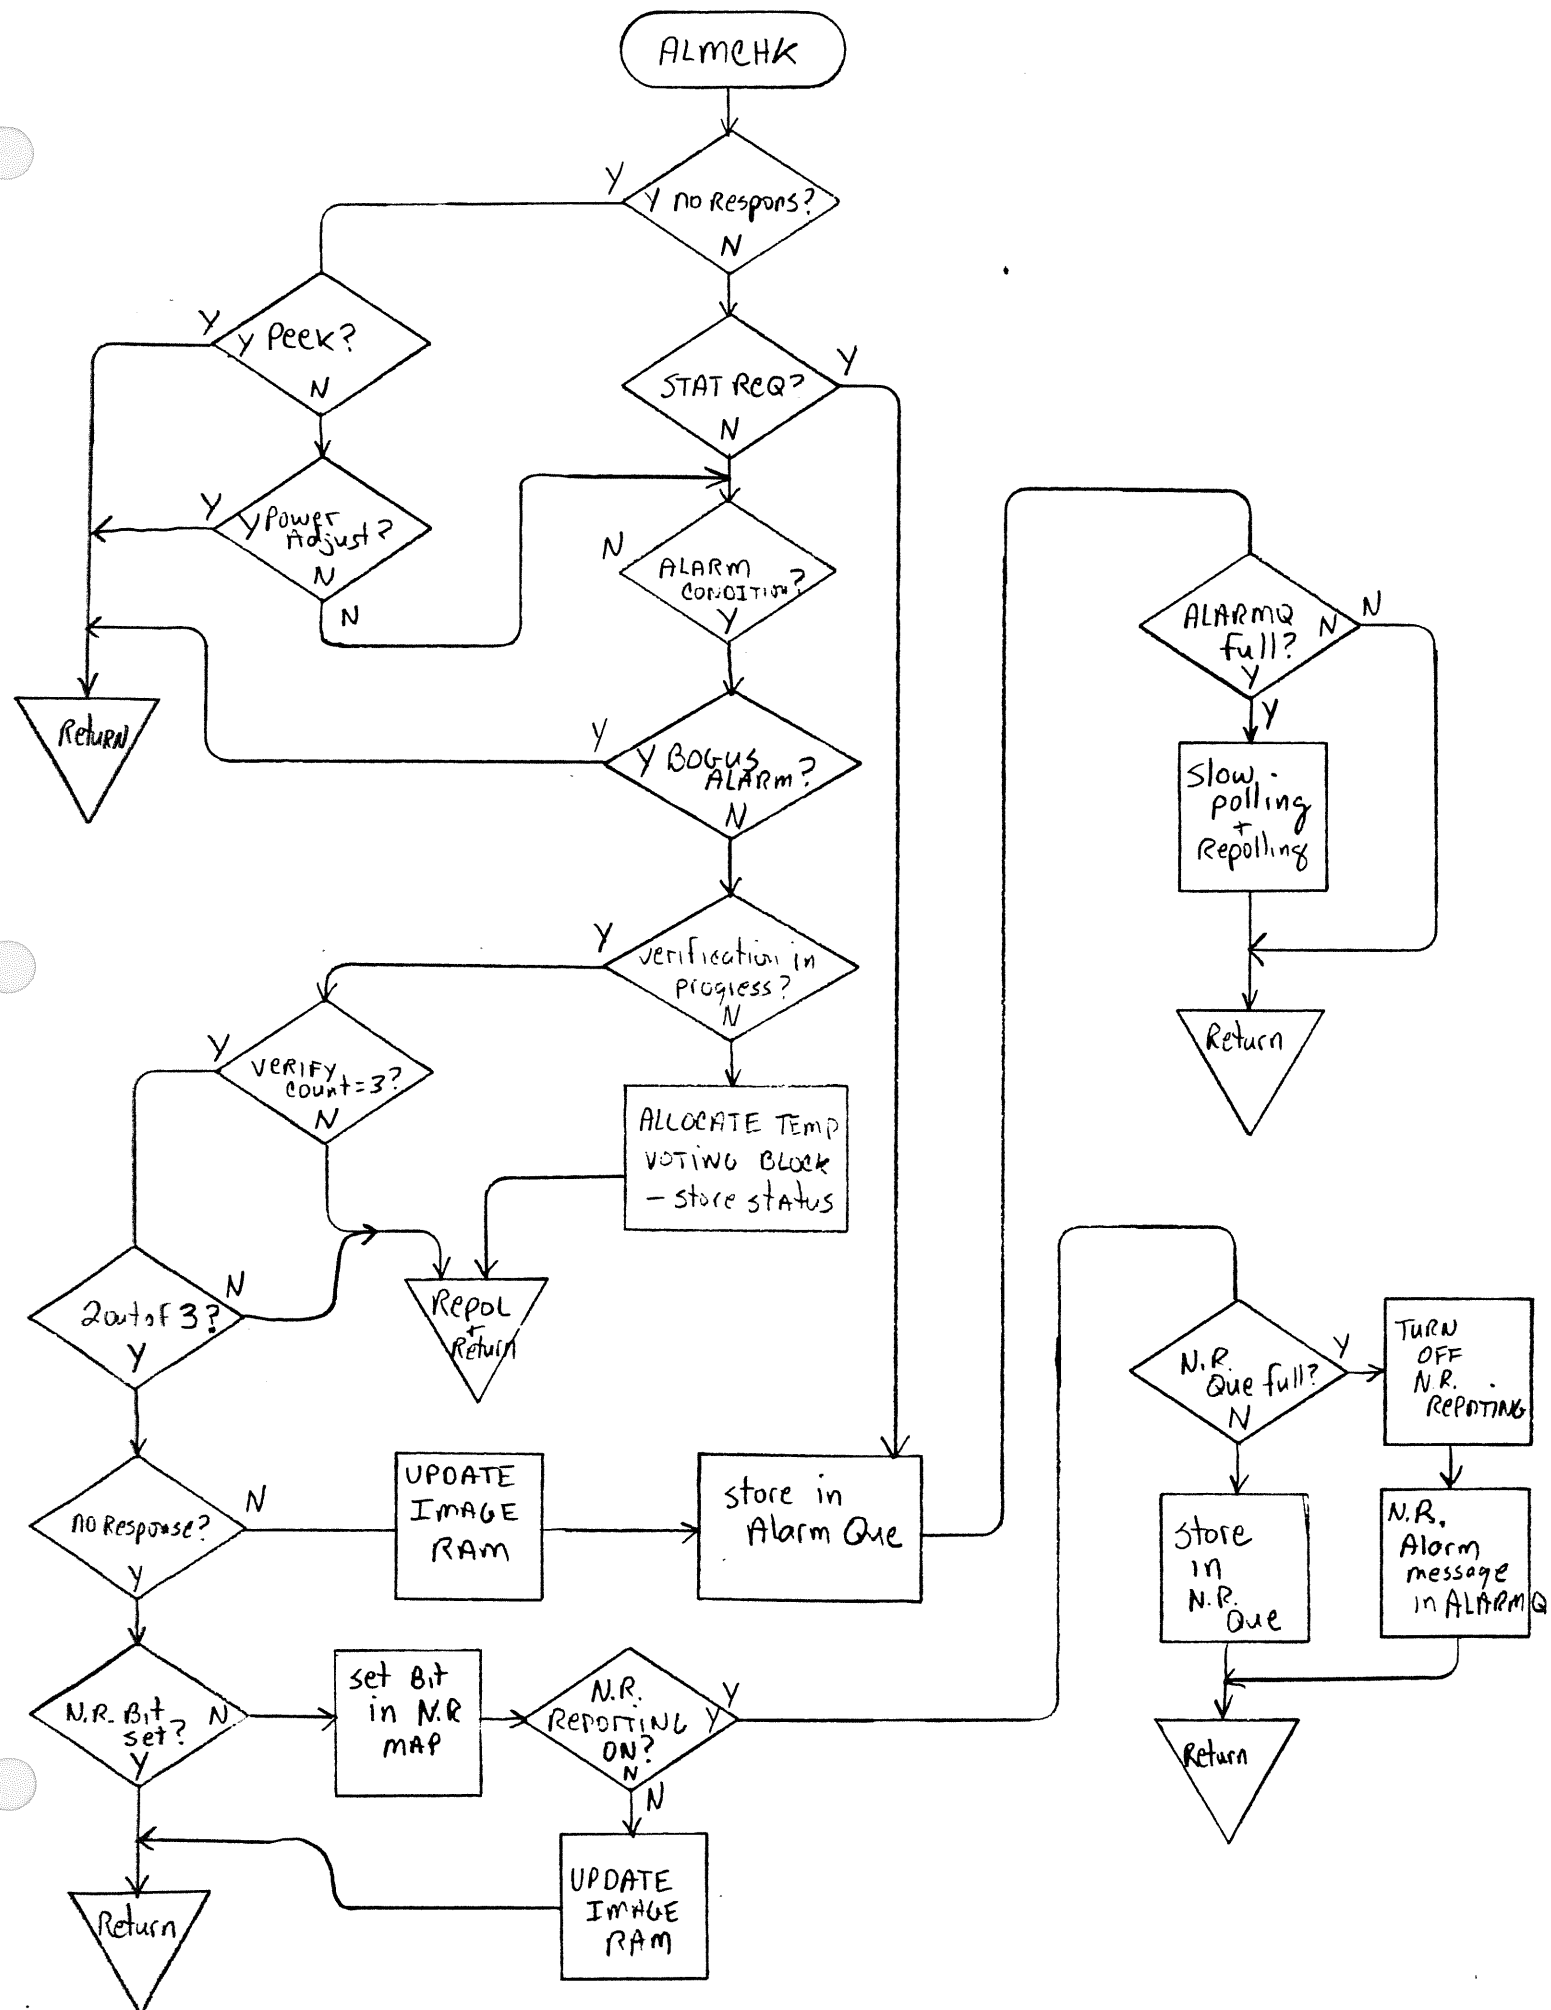 ALMCHK
Y
Y no Respons?
N
Y
Y Peek?
N
STAT REQ?
Y
N
Y
Y Power
Adjust?
N
N
N
ALARM
CONDITION?
Y
ALARMQ
full?
N
N
Y
Y
Slow
polling
+
Repolling
Return
Return
Y
Y BOGUS
ALARM?
N
Y
verification in
progress?
N
Y
VERIFY
count=3?
N
ALLOCATE TEMP
VOTING BLOCK
- store status
2 out of 3?
N
Y
Repol
+
Return
N.R.
Que full?
Y
N
TURN
OFF
N.R.
REPOTING
no Response?
N
Y
UPDATE
IMAGE
RAM
store in
Alarm Que
store
in
N.R.
Que
N.R.
Alarm
message
in ALARMQ
N.R. Bit
set?
N
Y
set Bit
in N.R
MAP
N.R.
REPORTING
ON?
Y
Y
N
N
Return
UPDATE
IMAGE
RAM
Return